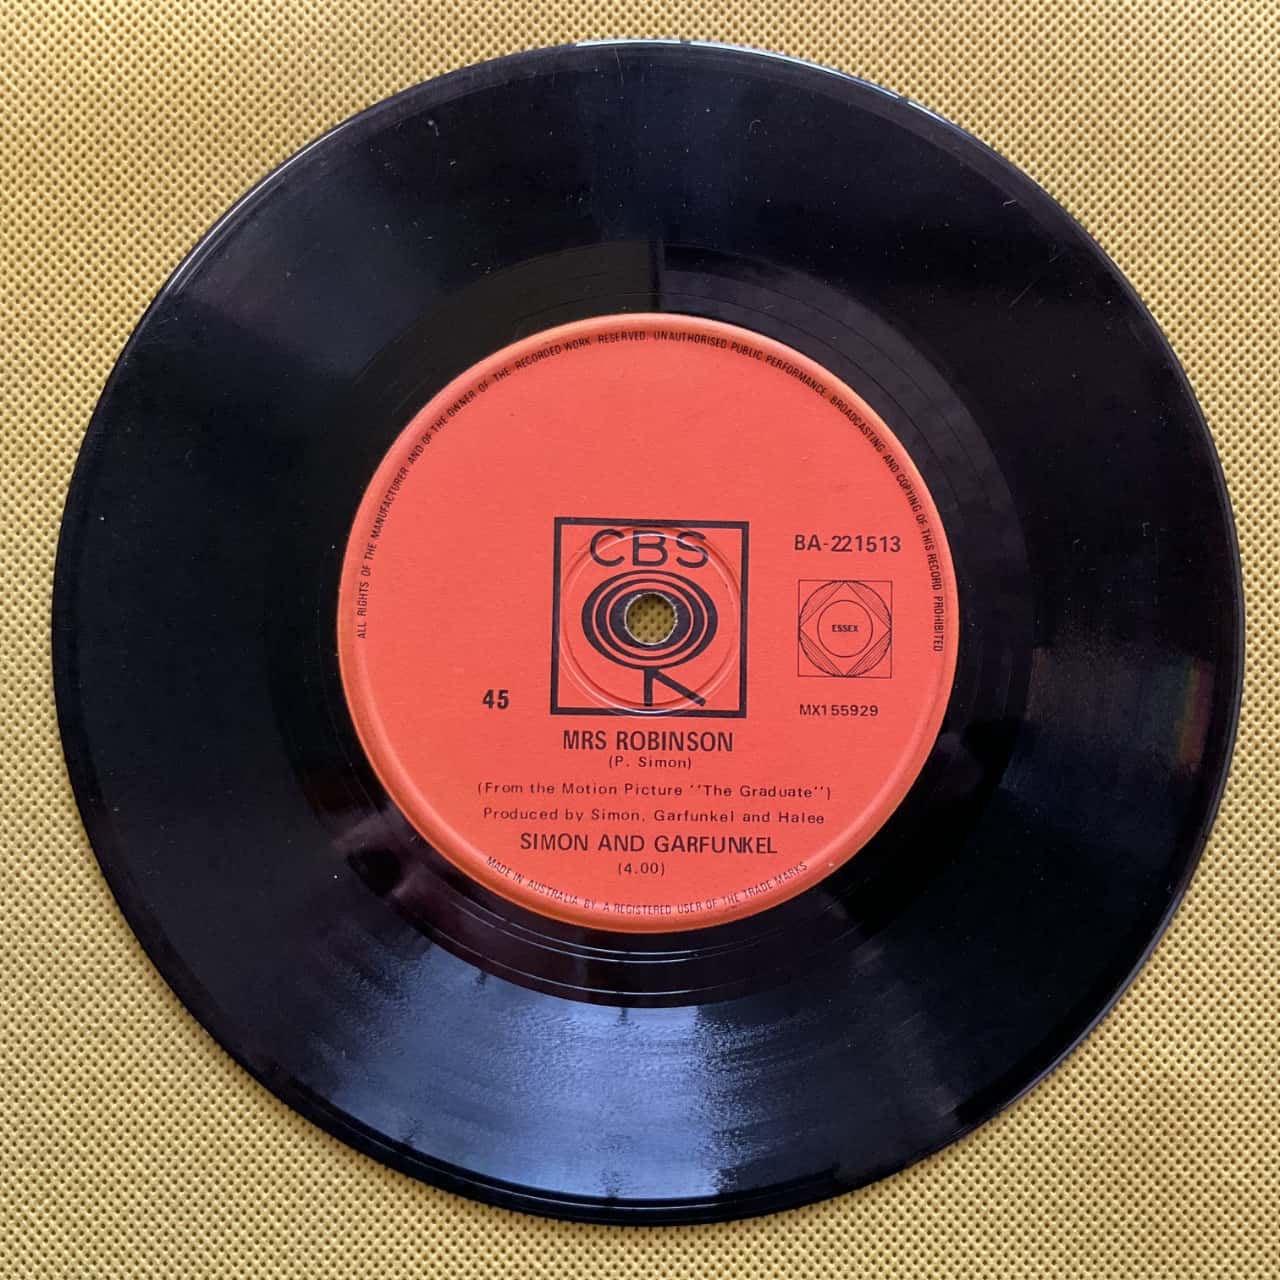 ALL RIGHTS OF THE MANUFACTURER AND OF THE OWNER OF THE RECORDED WORK RESERVED. UNAUTHORISED PUBLIC PERFORMANCE, BROADCASTING AND COPYING OF THIS RECORD PROHIBITED
CBS
BA-221513
ESSEX
45
MX155929
MRS ROBINSON
(P. Simon)
(From the Motion Picture "The Graduate")
Produced by Simon, Garfunkel and Halee
SIMON AND GARFUNKEL
(4.00)
MADE IN AUSTRALIA BY A REGISTERED USER OF THE TRADE MARKS